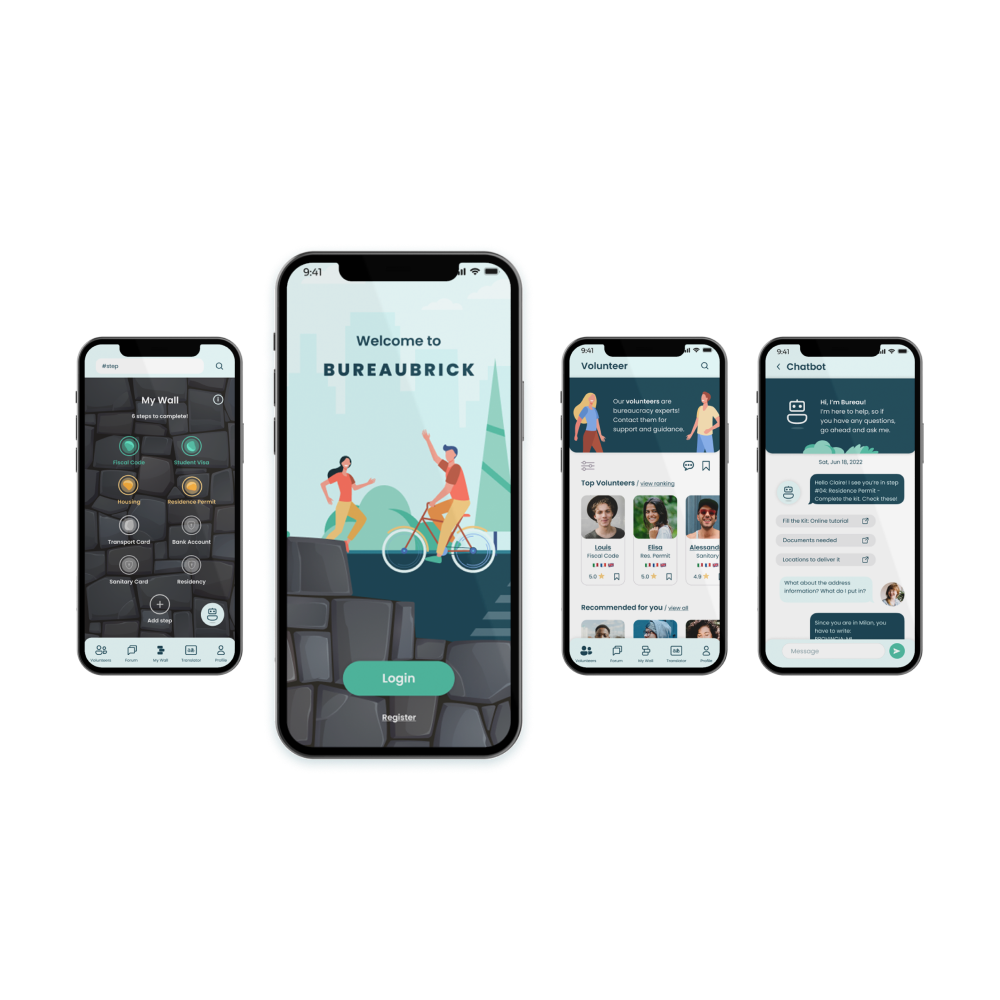 #step
My Wall
6 steps to complete!
Fiscal Code
Student Visa
Housing
Residence Permit
Transport Card
Bank Account
Sanitary Card
Residency
Add step
Volunteers
Forum
My Wall
Translator
Profile
9:41
Welcome to
BUREAUBRICK
Login
Register
9:41
Volunteer
Our volunteers are
bureaucracy experts!
Contact them for
support and guidance.
Top Volunteers / view ranking
Louis
Fiscal Code
5.0
Elisa
Res. Permit
5.0
Alessand
Sanitary
4.9
Recommended for you / view all
Volunteers
Forum
My Wall
Translator
Profile
9:41
Chatbot
Hi, I'm Bureau!
I'm here to help, so if
you have any questions,
go ahead and ask me.
Sat, Jun 18, 2022
Hello Claire! I see you're in step
#04: Residence Permit -
Complete the kit. Check these!
Fill the Kit: Online tutorial
Documents needed
Locations to deliver it
What about the address
information? What do I put in?
Since you are in Milan, you
have to write:
Message